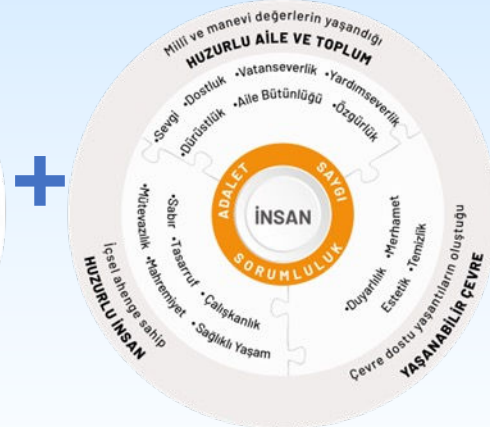 Millî ve manevi değerlerin yaşandığı
HUZURLU AİLE VE TOPLUM
•Sevgi •Dostluk •Vatanseverlik •Yardımseverlik
•Dürüstlük •Aile Bütünlüğü •Özgürlük
ADALET
SAYGI
SORUMLULUK
İNSAN
•Sabır •Tasarruf •Çalışkanlık
•Mütevazılık •Mahremiyet •Sağlıklı Yaşam
İçsel ahenge sahip
HUZURLU İNSAN
•Duyarlılık •Merhamet
Estetik •Temizlik
Çevre dostu yaşantıların oluştuğu
YAŞANABİLİR ÇEVRE